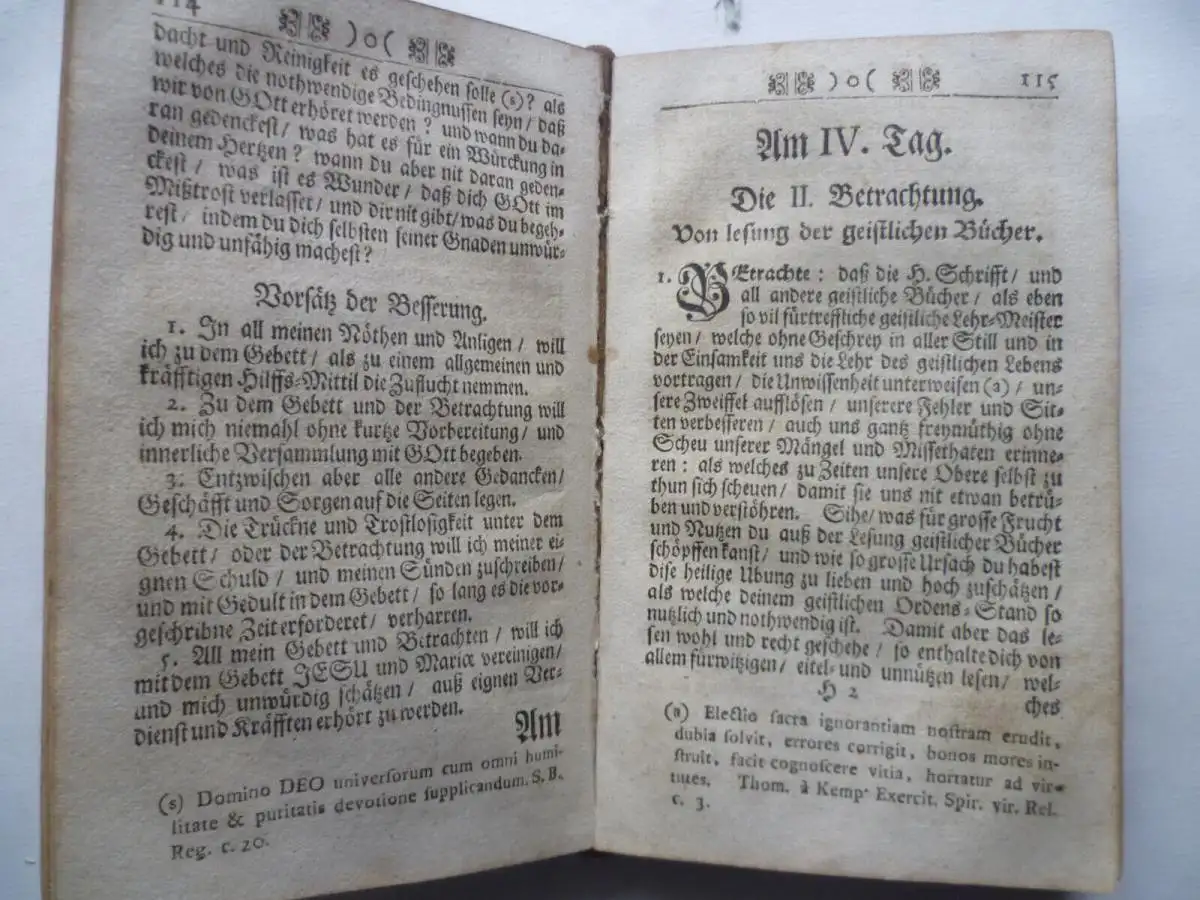 114 )o(
dacht und Reinigkeit es geschehen solle (s)? als
welches die nothwendige Bedingnussen seyn/ daß
wir von GOtt erhöret werden? und wann du da-
ran gedenckest/ was hat es für ein Würckung in
deinem Hertzen? wann du aber nit daran geden-
ckest/ was ist es Wunder/ daß dich GOtt im
Mißtrost verlasset/ und dir nit gibt/ was du begeh-
rest/ indem du dich selbsten seiner Gnaden unwür-
dig und unfähig machest?
Vorsätz der Besserung.
1. In all meinen Nöthen und Anligen/ will
ich zu dem Gebett/ als zu einem allgemeinen und
kräfftigen Hilffs-Mittil die Zuflucht nemmen.
2. Zu dem Gebett und der Betrachtung will
ich mich niemahl ohne kurtze Vorbereitung/ und
innerliche Versammlung mit GOtt begeben.
3. Entzwischen aber alle andere Gedancken/
Geschäfft und Sorgen auf die Seiten legen.
4. Die Trückne und Trostlosigkeit unter dem
Gebett/ oder der Betrachtung will ich meiner ei-
gnen Schuld/ und meinen Sünden zuschreiben/
und mit Gedult in dem Gebett/ so lang es die vor-
geschribne Zeit erforderet/ verharren.
5. All mein Gebett und Betrachten/ will ich
mit dem Gebett JESU und Mariæ vereinigen/
und mich unwürdig schätzen/ auß eignen Ver-
dienst und Kräfften erhört zu werden.
Am
(s) Domino DEO universorum cum omni humi-
litate & puritatis devotione supplicandum. S. B.
Reg. c. 20.
)o( 115
Am IV. Tag.
Die II. Betrachtung.
Von lesung der geistlichen Bücher.
1. BEtrachte: daß die H. Schrifft/ und
all andere geistliche Bücher/ als eben
so vil fürtreffliche geistliche Lehr-Meister
seyen/ welche ohne Geschrey in aller Still und in
der Einsamkeit uns die Lehr des geistlichen Lebens
vortragen/ die Unwissenheit unterweisen (a)/ un-
sere Zweiffel aufflösen/ unserere Fehler und Sit-
ten verbesseren/ auch uns gantz freymüthig ohne
Scheu unserer Mängel und Missethaten erinne-
ren: als welches zu Zeiten unsere Obere selbst zu
thun sich scheuen/ damit sie uns nit etwan betrü-
ben und verstöhren. Sihe/ was für grosse Frucht
und Nutzen du auß der Lesung geistlicher Bücher
schöpffen kanst/ und wie so grosse Ursach du habest
dise heilige Ubung zu lieben und hoch zuschätzen/
als welche deinem geistlichen Ordens-Stand so
nutzlich und nothwendig ist. Damit aber das le-
sen wohl und recht geschehe/ so enthalte dich von
allem fürwitzigen/ eitel- und unnützen lesen/ wel-
H 2 ches
(a) Electio sacra ignorantiam nostram erudit,
dubia solvit, errores corrigit, bonos mores in-
struit, facit cognoscere vitia, hortatur ad vir-
tutes. Thom. à Kemp. Exercit. Spir. vir. Rel.
c. 3.